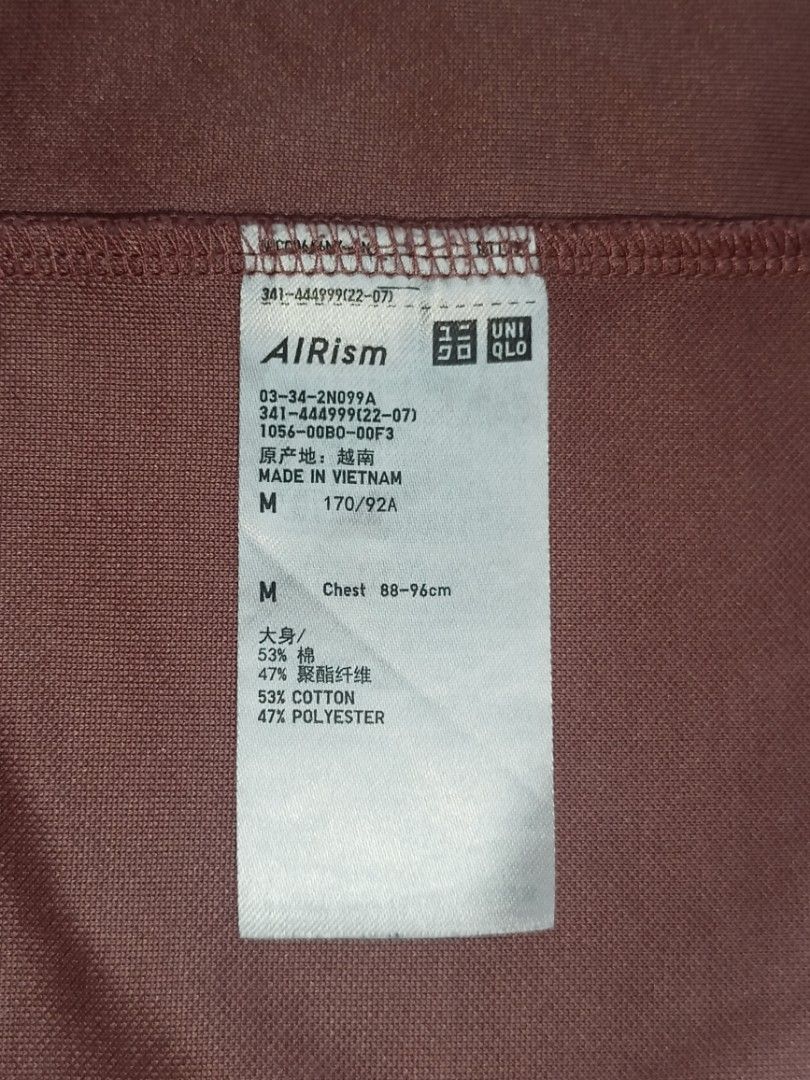 341-444999(22-07)
AIRism ユニクロ UNIQLO
03-34-2N099A
341-444999(22-07)
1056-00B0-00F3
原产地：越南
MADE IN VIETNAM
M 170/92A
M Chest 88-96cm
大身/
53% 棉
47% 聚酯纤维
53% COTTON
47% POLYESTER